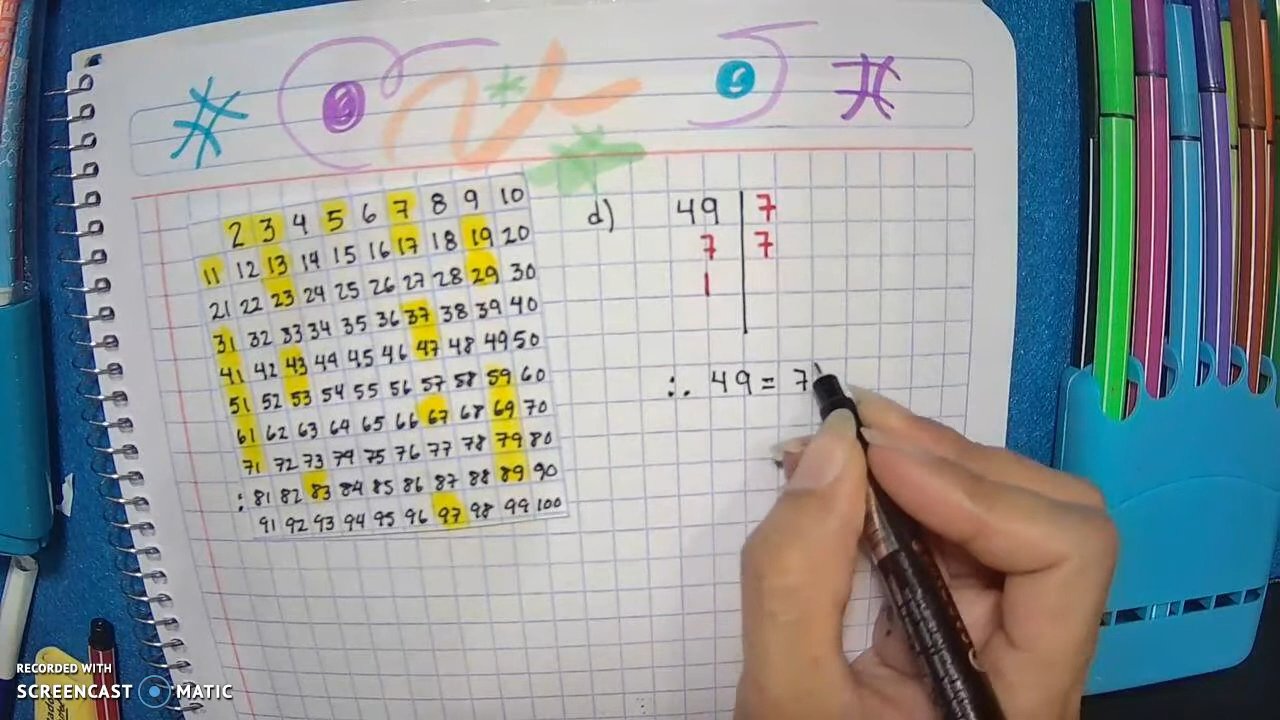 2 3 4 5 6 7 8 9 10
11 12 13 14 15 16 17 18 19 20
21 22 23 24 25 26 27 28 29 30
31 32 33 34 35 36 37 38 39 40
41 42 43 44 45 46 47 48 49 50
51 52 53 54 55 56 57 58 59 60
61 62 63 64 65 66 67 68 69 70
71 72 73 74 75 76 77 78 79 80
: 81 82 83 84 85 86 87 88 89 90
91 92 93 94 95 96 97 98 99 100
d) 49 | 7
7 | 7
1 |
∴ 49 = 7
RECORDED WITH
SCREENCAST MATIC